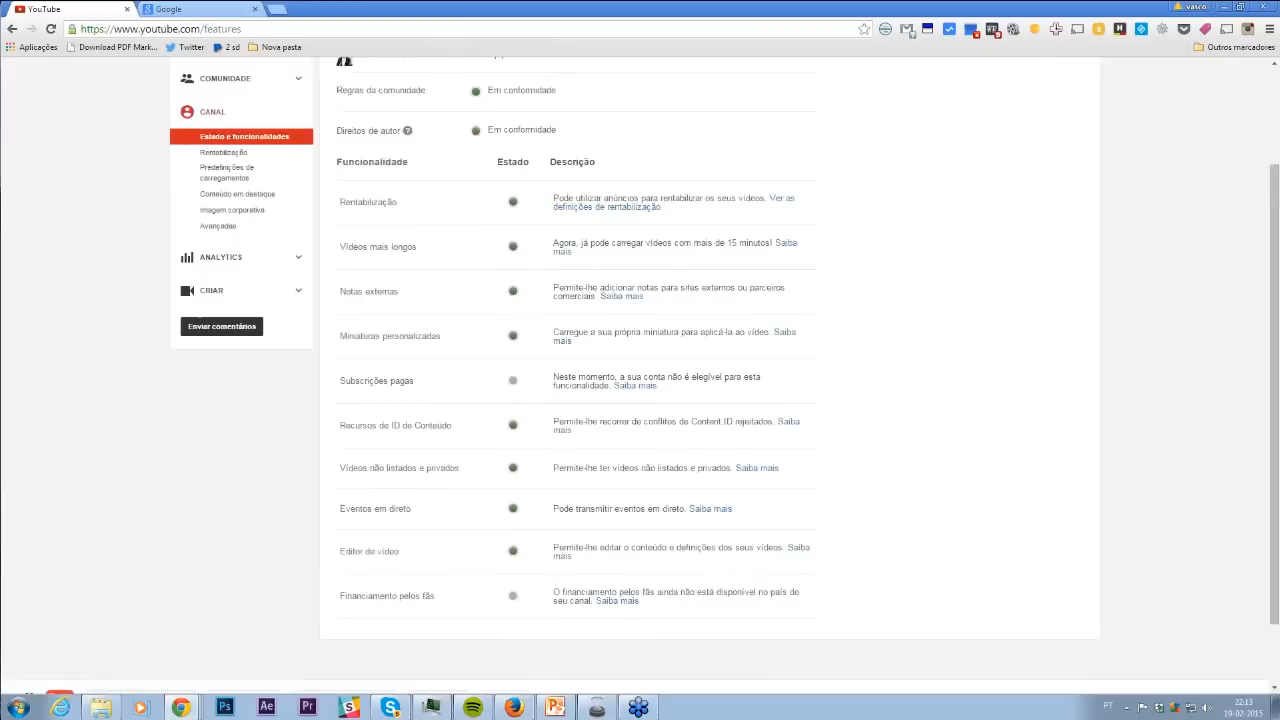 YouTube
Google
vasco
https://www.youtube.com/features
Aplicações
Download PDF Mark...
Twitter
2.sd
Nova pasta
Outros marcadores
COMUNIDADE
CANAL
Estado e funcionalidades
Rentabilização
Predefinições de
carregamentos
Conteúdo em destaque
Imagem corporativa
Avançadas
ANALYTICS
CRIAR
Enviar comentários
Regras da comunidade Em conformidade
Direitos de autor ? Em conformidade
Funcionalidade Estado Descrição
Rentabilização Pode utilizar anúncios para rentabilizar os seus vídeos. Ver as
definições de rentabilização
Vídeos mais longos Agora, já pode carregar vídeos com mais de 15 minutos! Saiba
mais
Notas externas Permite-lhe adicionar notas para sites externos ou parceiros
comerciais. Saiba mais
Miniaturas personalizadas Carregue a sua própria miniatura para aplicá-la ao vídeo. Saiba
mais
Subscrições pagas Neste momento, a sua conta não é elegível para esta
funcionalidade. Saiba mais
Recursos de ID de Conteúdo Permite-lhe recorrer de conflitos de Content ID rejeitados. Saiba
mais
Vídeos não listados e privados Permite-lhe ter vídeos não listados e privados. Saiba mais
Eventos em direto Pode transmitir eventos em direto. Saiba mais
Editor de vídeo Permite-lhe editar o conteúdo e definições dos seus vídeos. Saiba
mais
Financiamento pelos fãs O financiamento pelos fãs ainda não está disponível no país do
seu canal. Saiba mais
Ps
Ae
Pr
PT
22:13
19-02-2015